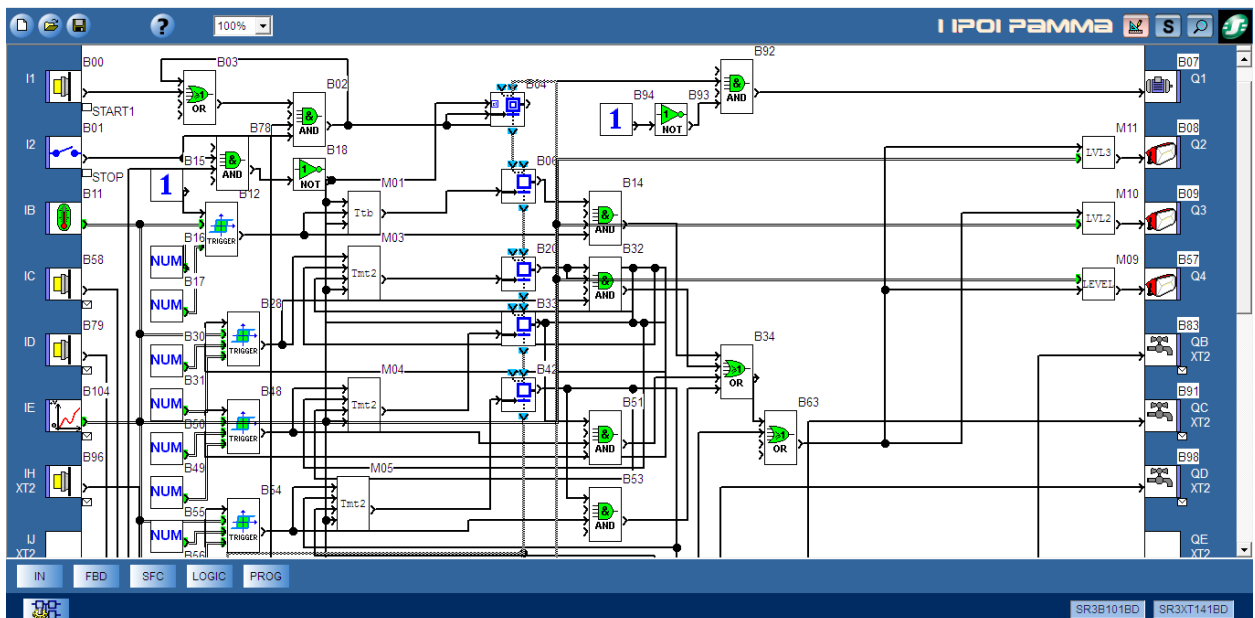 100%
S
B92
B00
B03
B07
I1
Q1
OR
B02
B04
B94
B93
AND
START1
1
NOT
B01
B78
AND
M11
B08
I2
B18
LVL3
Q2
B15
AND
B06
STOP
1
NOT
B14
B11
B12
M01
M10
B09
IB
Ttb
LVL2
Q3
TRIGGER
AND
B16
M03
B20
B32
NUM
B58
M09
B57
IC
B17
Tmt2
LEVEL
Q4
NUM
AND
B28
B33
B79
B83
ID
B30
TRIGGER
B34
QB
XT2
NUM
M04
B42
B31
B48
OR
B104
B91
IE
NUM
Tmt2
B51
B63
QC
XT2
B50
TRIGGER
NUM
AND
OR
B96
B49
M05
B98
IH
XT2
NUM
B54
B53
QD
XT2
Tmt2
B55
IJ
XT2
NUM
TRIGGER
AND
QE
XT2
B56
IN
FBD
SFC
LOGIC
PROG
SR3B101BD
SR3XT141BD